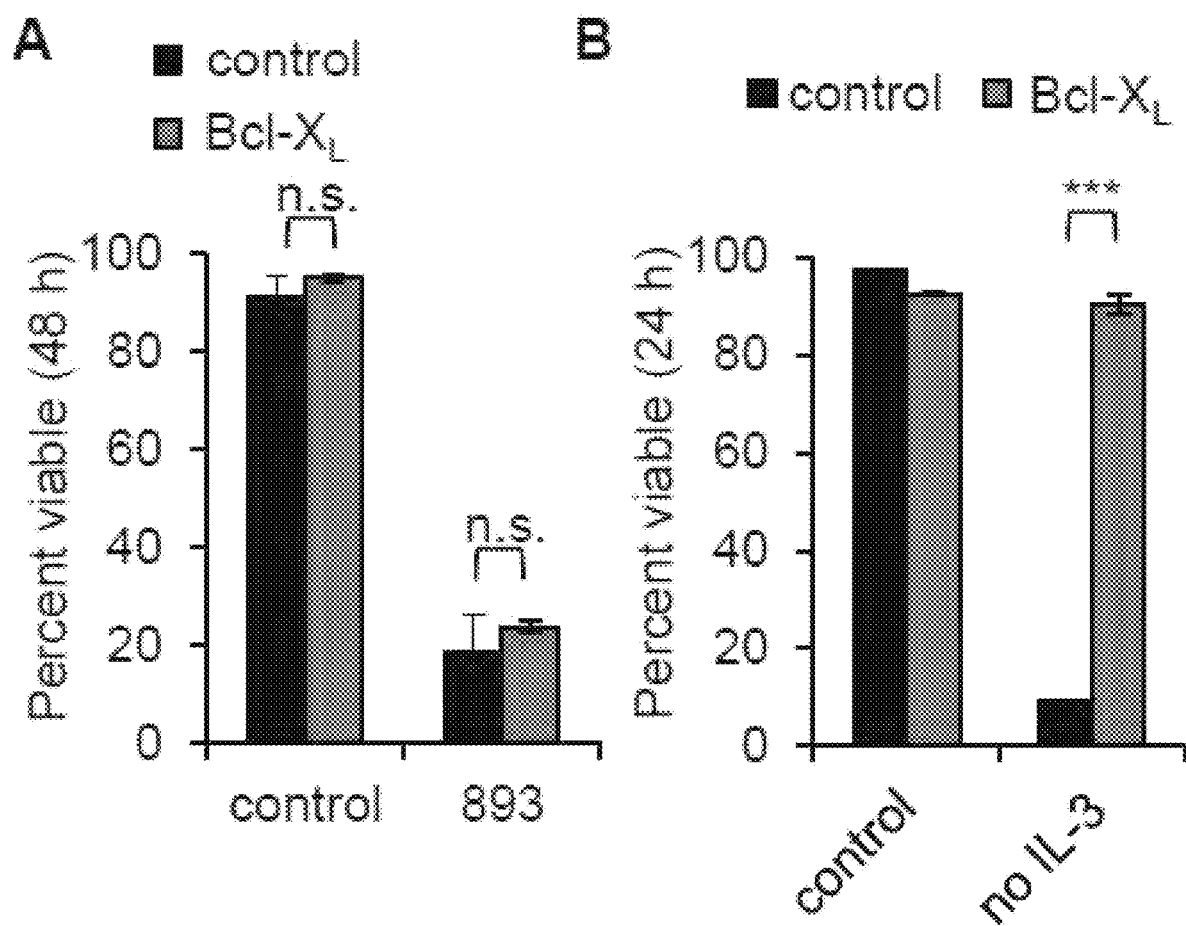 A
control
Bcl-XL
n.s.
Percent viable (48 h)
100
80
60
40
20
0
n.s.
control
893
B
control Bcl-XL
***
Percent viable (24 h)
100
80
60
40
20
0
control
no IL-3